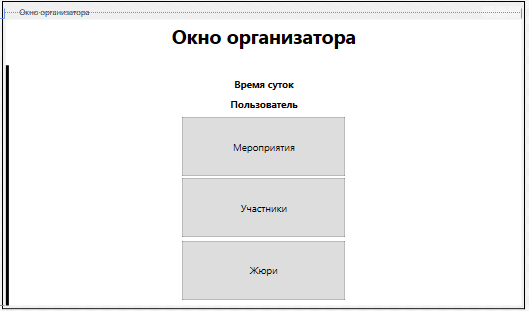 Окно организатора
Окно организатора
Время суток
Пользователь
Мероприятия
Участники
Жюри